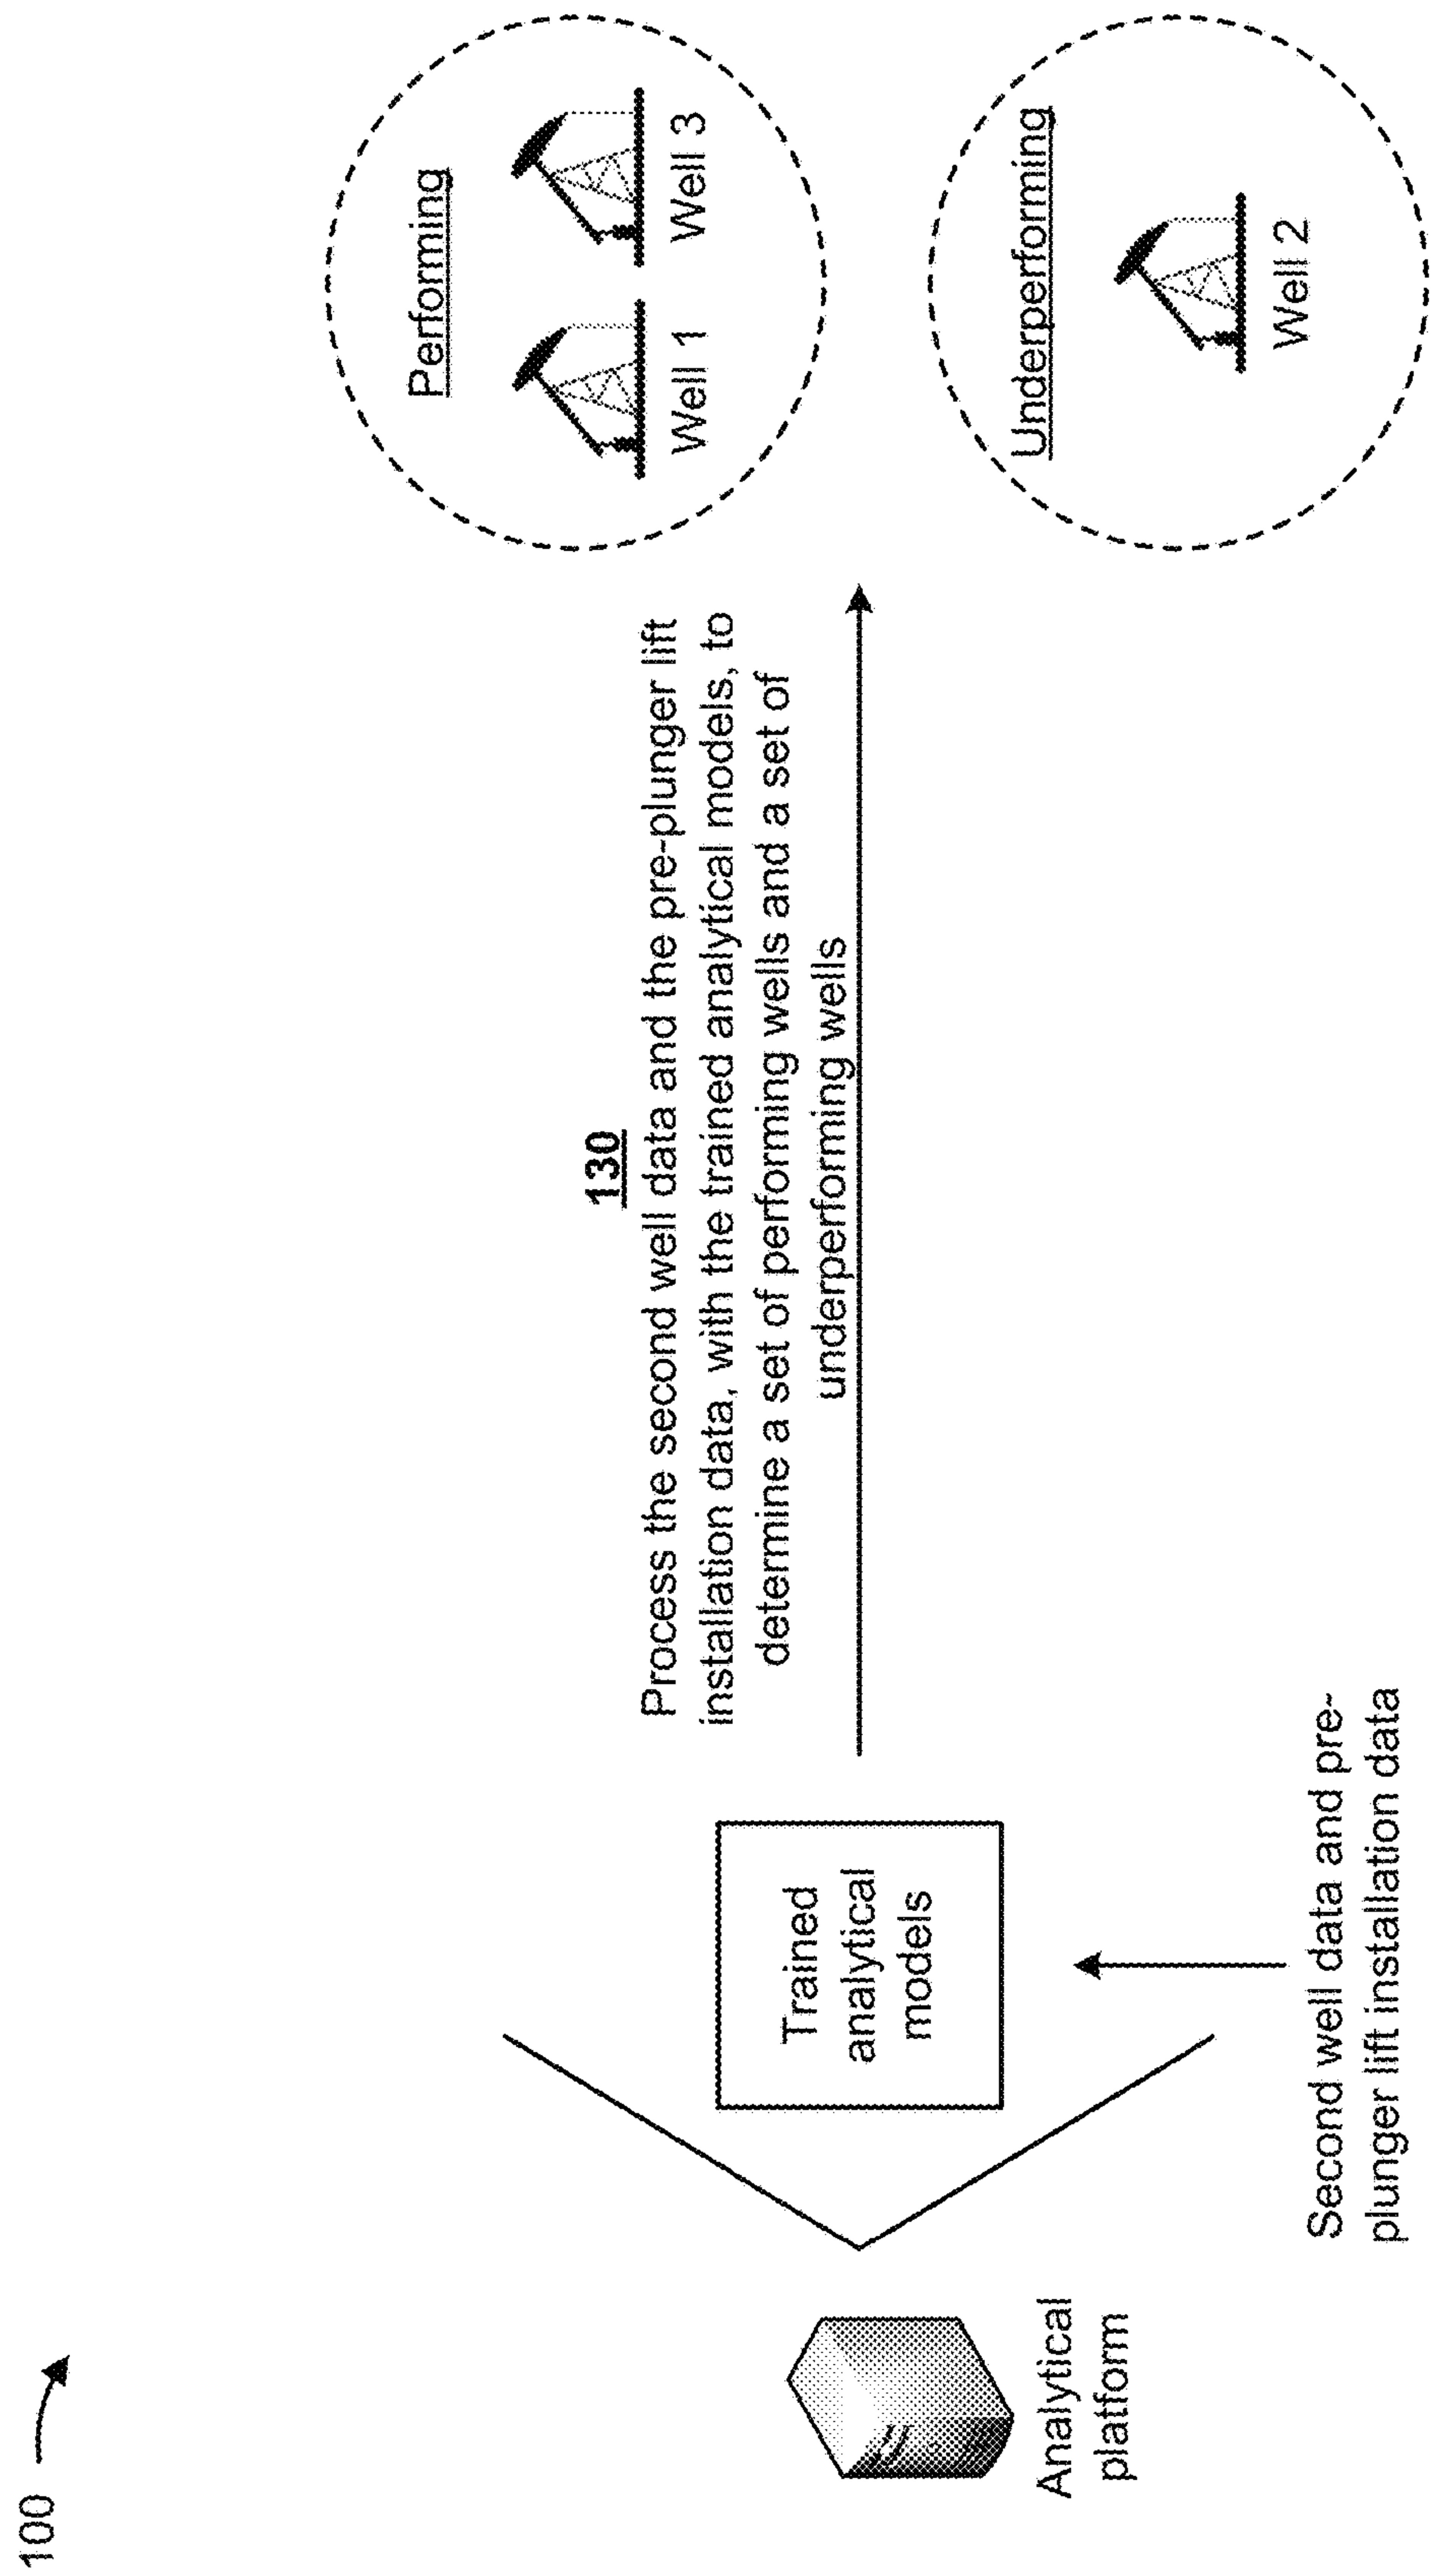 100
130
Process the second well data and the pre-plunger lift
installation data, with the trained analytical models, to
determine a set of performing wells and a set of
underperforming wells
Analytical
platform
Trained
analytical
models
Second well data and pre-
plunger lift installation data
Performing
Well 1
Well 3
Underperforming
Well 2